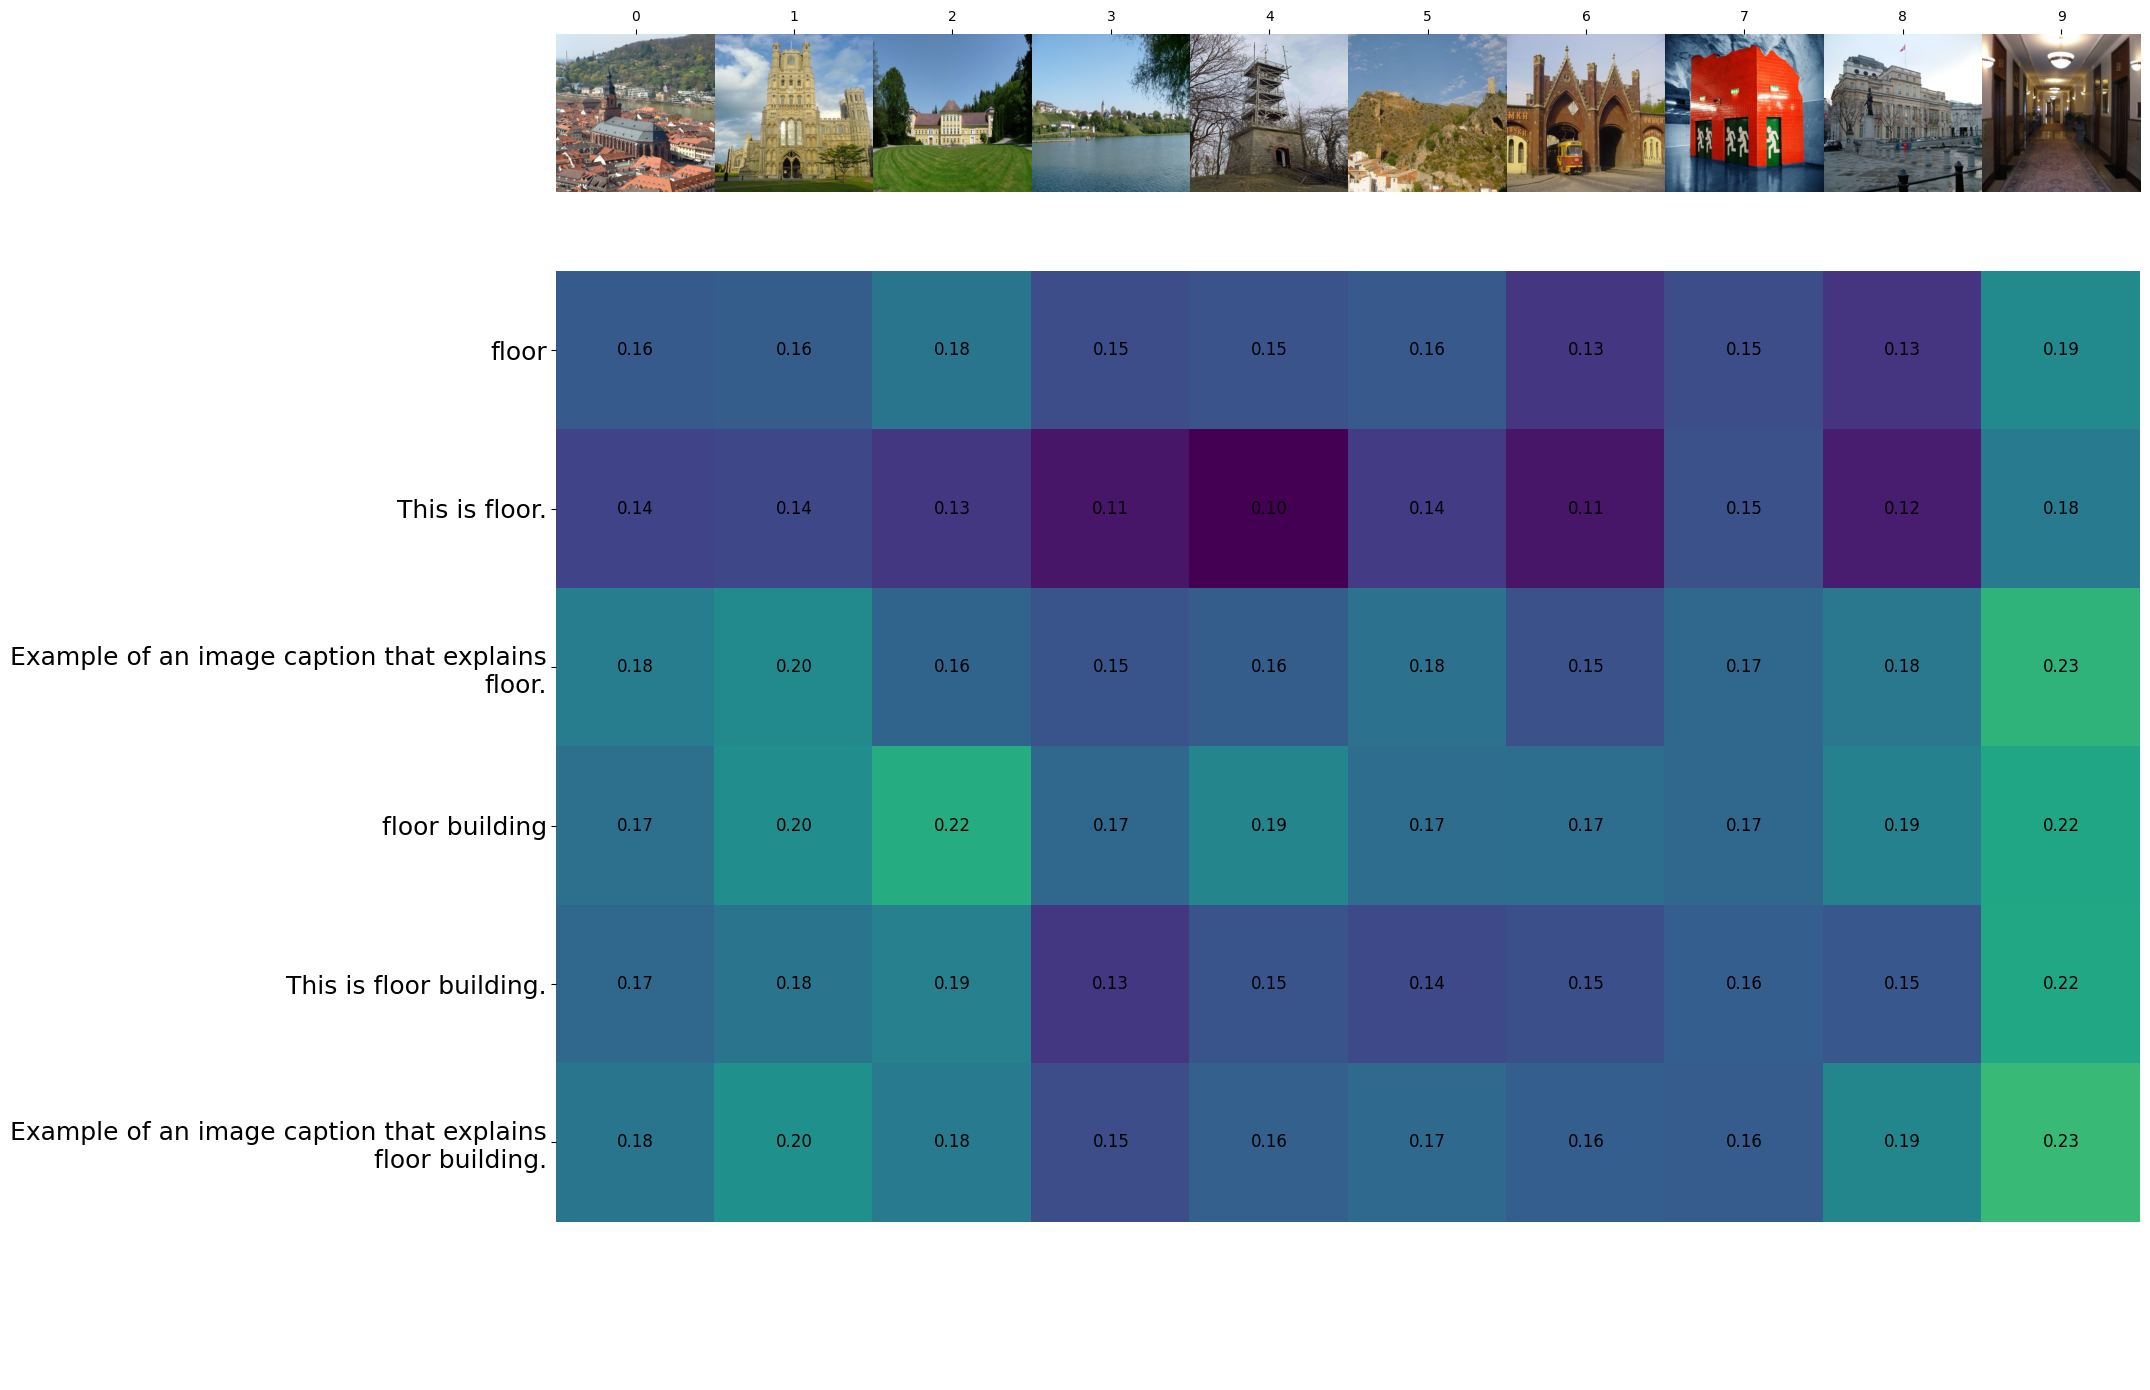 0 1 2 3 4 5 6 7 8 9
floor 0.16 0.16 0.18 0.15 0.15 0.16 0.13 0.15 0.13 0.19
This is floor. 0.14 0.14 0.13 0.11 0.10 0.14 0.11 0.15 0.12 0.18
Example of an image caption that explains
floor. 0.18 0.20 0.16 0.15 0.16 0.18 0.15 0.17 0.18 0.23
floor building 0.17 0.20 0.22 0.17 0.19 0.17 0.17 0.17 0.19 0.22
This is floor building. 0.17 0.18 0.19 0.13 0.15 0.14 0.15 0.16 0.15 0.22
Example of an image caption that explains
floor building. 0.18 0.20 0.18 0.15 0.16 0.17 0.16 0.16 0.19 0.23